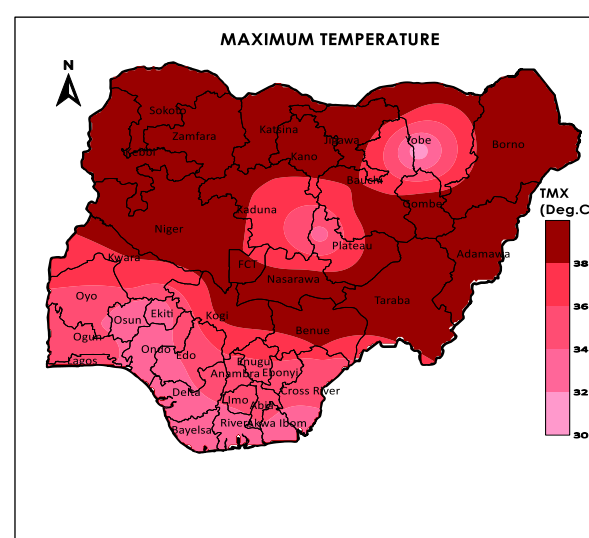 MAXIMUM TEMPERATURE
N
Sokoto
Zamfara
Katsina
Kano
Yobe
Borno
Bauchi
Gombe
Kaduna
Niger
Plateau
Adamawa
FCT
Nasarawa
Taraba
Kwara
Oyo
Osun
Ekiti
Kogi
Benue
Ogun
Lagos
Ondo
Edo
Enugu
Anambra
Ebonyi
Cross River
Delta
Imo
Abia
Bayelsa
Rivers
Akwa Ibom
TMX
(Deg.C
38
36
34
32
30